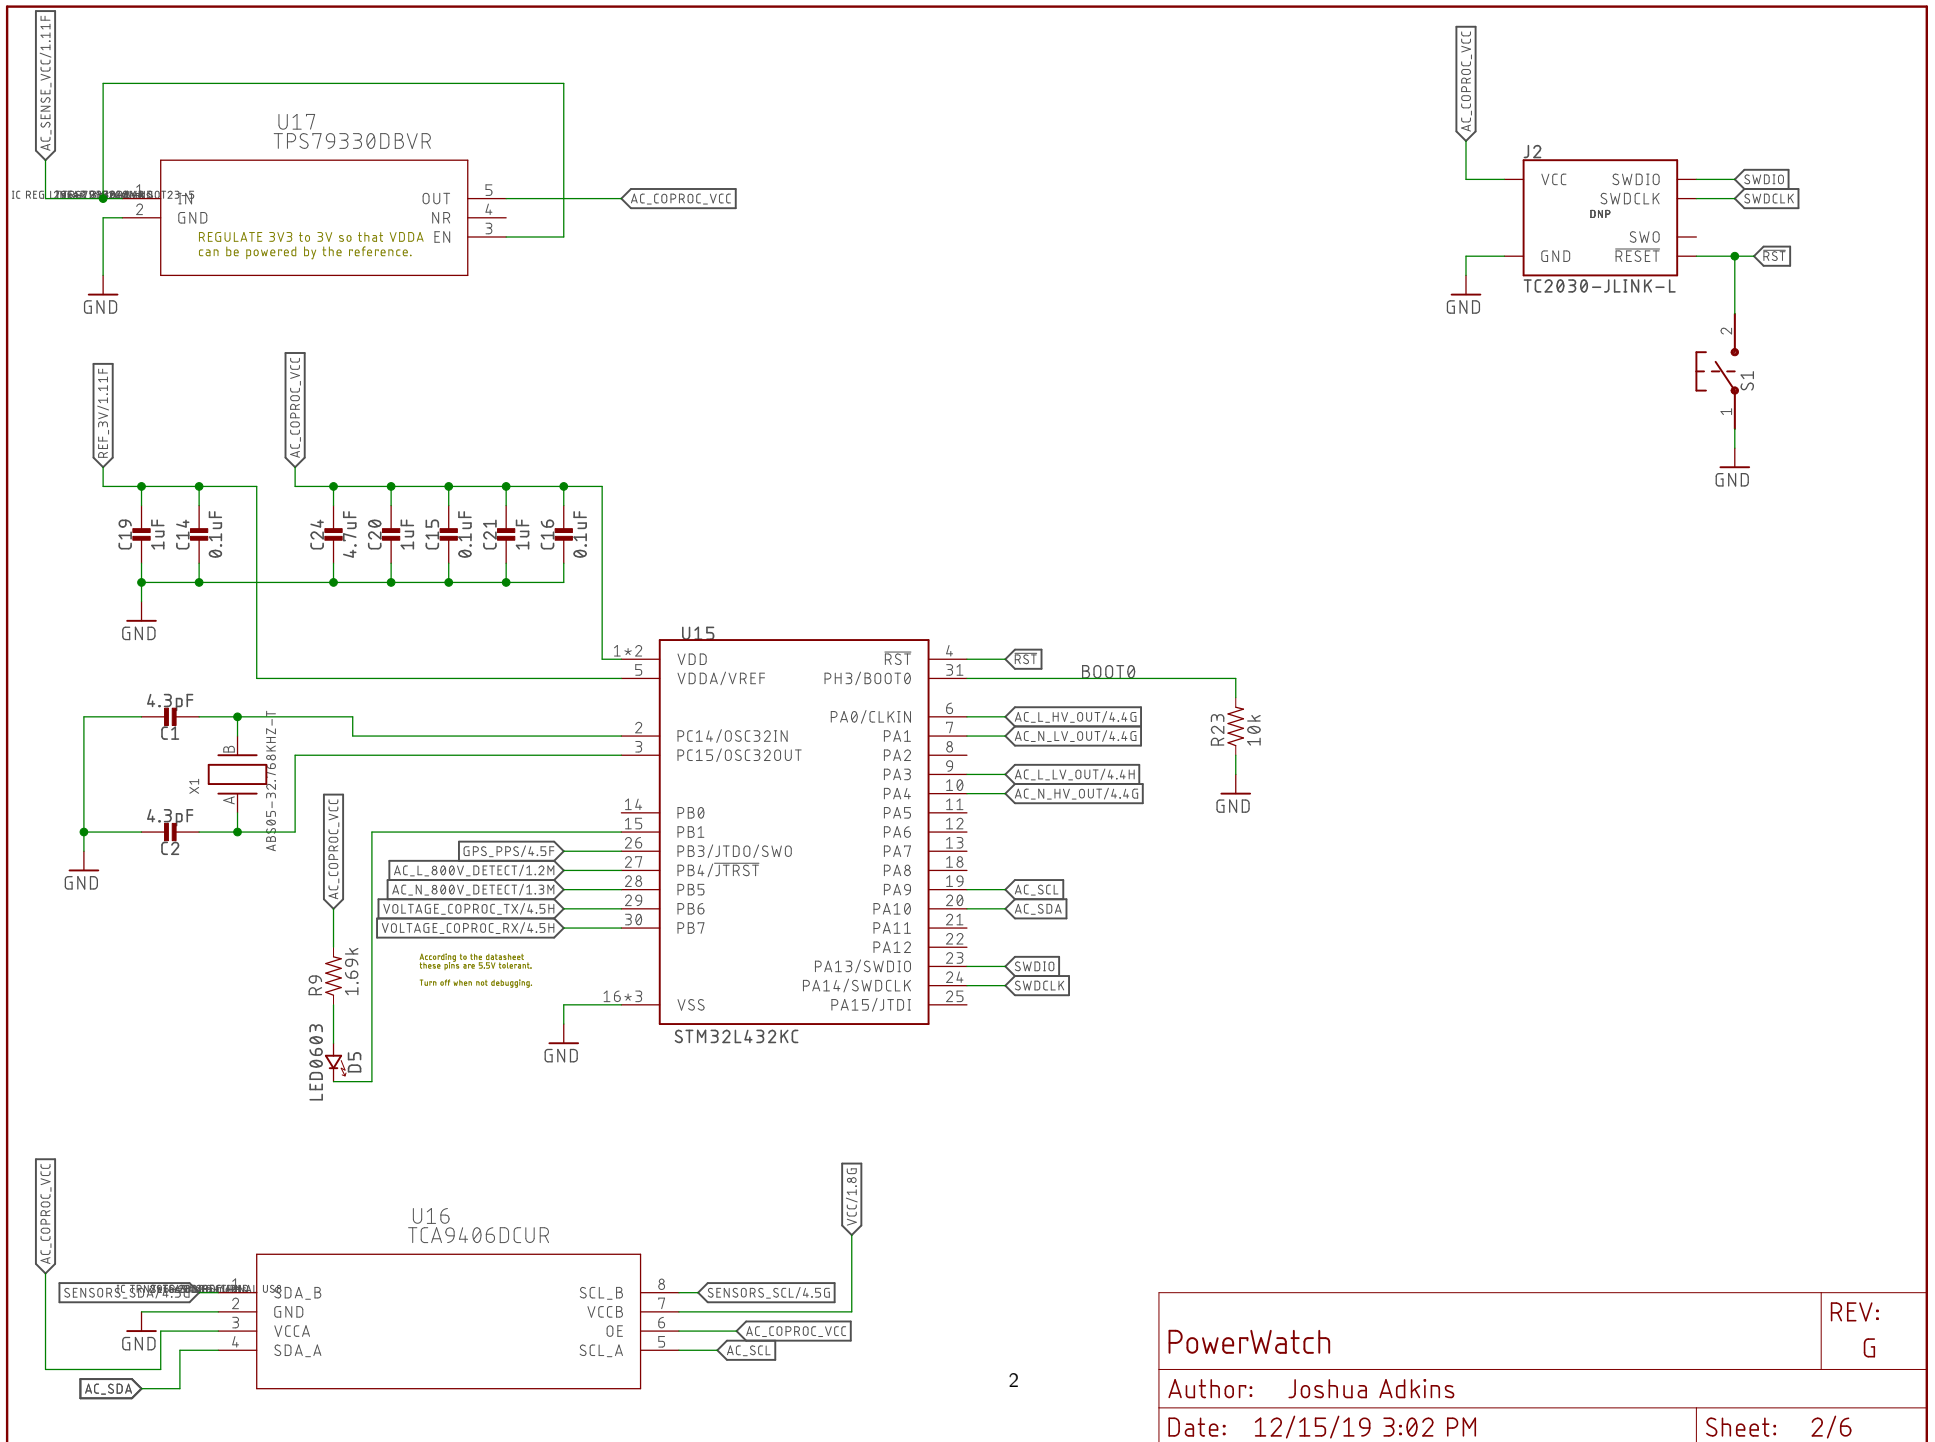 AC_SENSE_VCC/1.11F
U17
TPS79330DBVR
IC REG
1
IN
2
GND
OUT
5
NR
4
EN
3
REGULATE 3V3 to 3V so that VDDA
can be powered by the reference.
AC_COPROC_VCC
GND
AC_COPROC_VCC
J2
VCC
SWDIO
SWDCLK
DNP
SWO
GND
RESET
TC2030-JLINK-L
SWDIO
SWDCLK
RST
GND
2
S1
1
GND
REF_3V/1.11F
AC_COPROC_VCC
C19
1uF
C14
0.1uF
C24
4.7uF
C20
1uF
C15
0.1uF
C21
1uF
C16
0.1uF
GND
U15
1*2
VDD
5
VDDA/VREF
2
PC14/OSC32IN
3
PC15/OSC32OUT
14
PB0
15
PB1
26
PB3/JTDO/SWO
27
PB4/JTRST
28
PB5
29
PB6
30
PB7
16*3
VSS
RST
4
PH3/BOOT0
31
PA0/CLKIN
6
PA1
7
PA2
8
PA3
9
PA4
10
PA5
11
PA6
12
PA7
13
PA8
18
PA9
19
PA10
20
PA11
21
PA12
22
PA13/SWDIO
23
PA14/SWDCLK
24
PA15/JTDI
25
STM32L432KC
RST
BOOT0
AC_L_HV_OUT/4.4G
AC_N_LV_OUT/4.4G
AC_L_LV_OUT/4.4H
AC_N_HV_OUT/4.4G
AC_SCL
AC_SDA
SWDIO
SWDCLK
R23
10k
GND
4.3pF
C1
B
X1
A
ABS05-32.768KHZ-T
4.3pF
C2
GND
AC_COPROC_VCC
GPS_PPS/4.5F
AC_L_800V_DETECT/1.2M
AC_N_800V_DETECT/1.3M
VOLTAGE_COPROC_TX/4.5H
VOLTAGE_COPROC_RX/4.5H
According to the datasheet
these pins are 5.5V tolerant.
Turn off when not debugging.
R9
1.69k
LED0603
D5
GND
AC_COPROC_VCC
U16
TCA9406DCUR
VCC/1.8G
SENSORS_SDA/4.5G
1
SDA_B
2
GND
3
VCCA
4
SDA_A
SCL_B
8
VCCB
7
OE
6
SCL_A
5
GND
AC_SDA
SENSORS_SCL/4.5G
AC_COPROC_VCC
AC_SCL
2
PowerWatch
REV:
G
Author: Joshua Adkins
Date: 12/15/19 3:02 PM
Sheet: 2/6